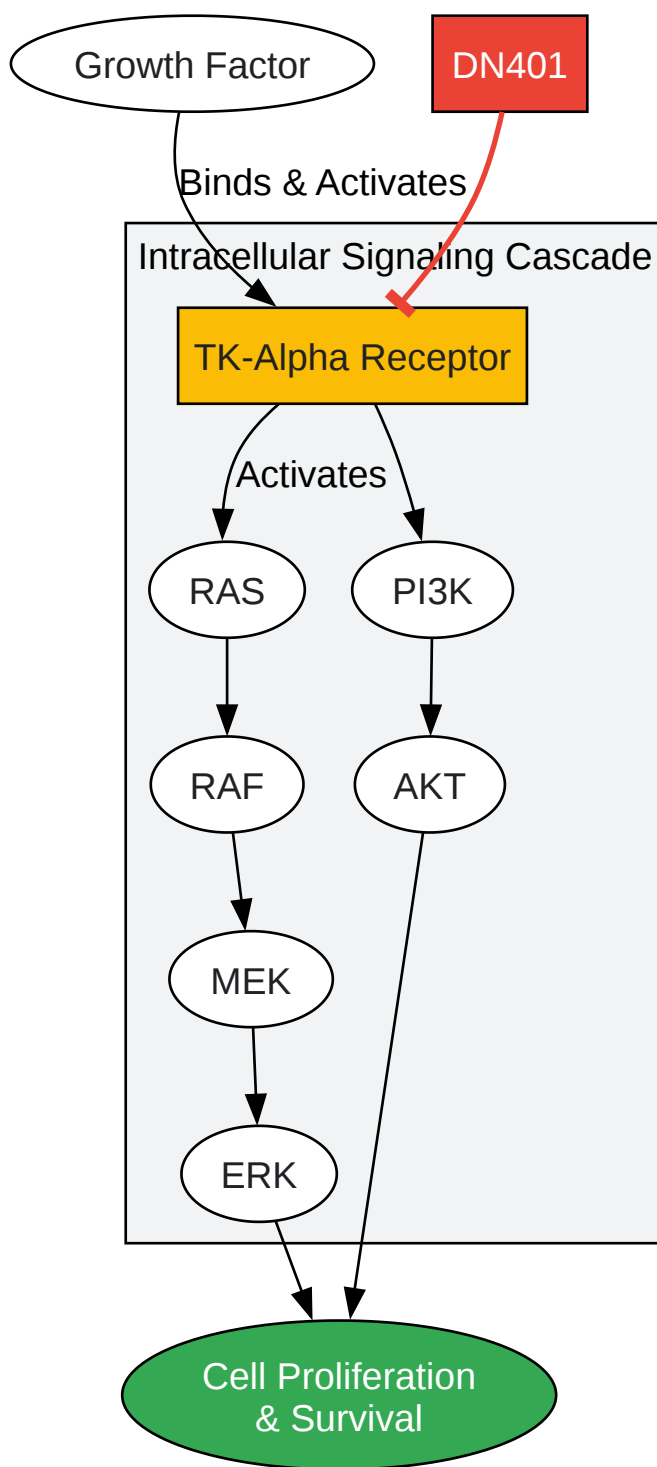 Growth Factor
DN401
Binds & Activates
Intracellular Signaling Cascade
TK-Alpha Receptor
Activates
RAS
PI3K
RAF
AKT
MEK
ERK
Cell Proliferation
& Survival